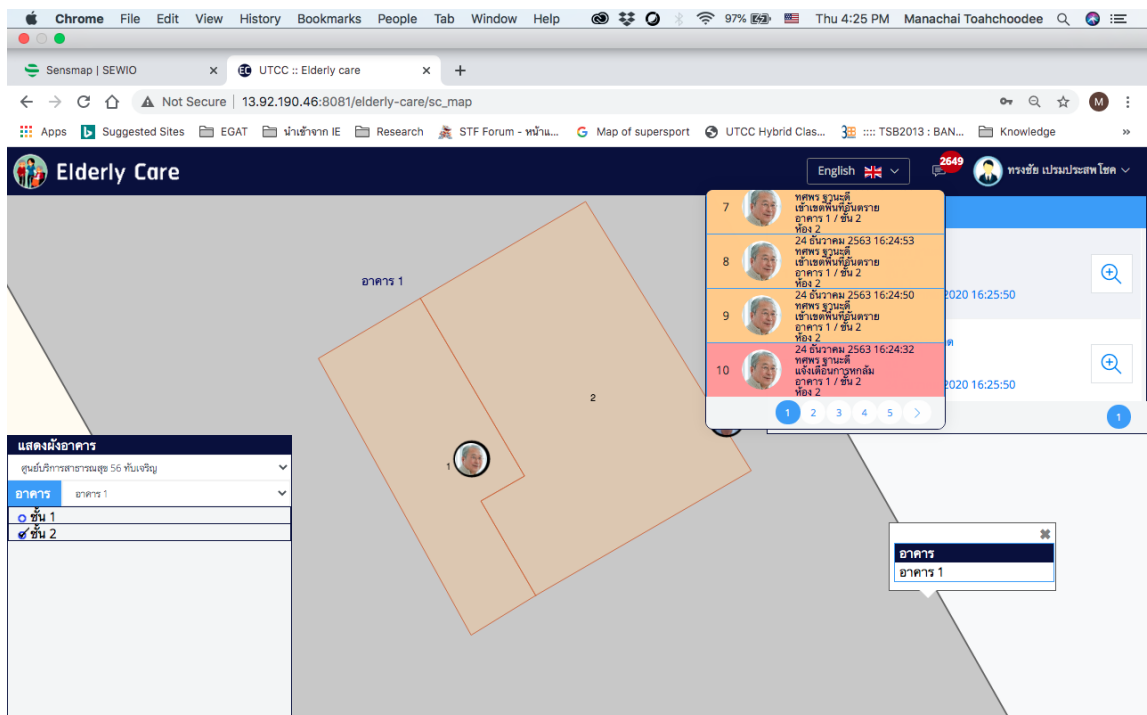 Chrome File Edit View History Bookmarks People Tab Window Help 97% Thu 4:25 PM Manachai Toahchoodee
Sensmap | SEWIO
UTCC :: Elderly care
Not Secure | 13.92.190.46:8081/elderly-care/sc_map
M
Apps Suggested Sites EGAT นำเข้าจาก IE Research STF Forum - หน้าแ... Map of supersport UTCC Hybrid Clas... :::: TSB2013 : BAN... Knowledge »
Elderly Care
English
2649
ทรงชัย เปรมประสพโชค
7
ทศพร ฐานะดี
เข้าเขตพื้นที่อันตราย
อาคาร 1 / ชั้น 2
ห้อง 2
8
24 ธันวาคม 2563 16:24:53
ทศพร ฐานะดี
เข้าเขตพื้นที่อันตราย
อาคาร 1 / ชั้น 2
ห้อง 2
9
24 ธันวาคม 2563 16:24:50
ทศพร ฐานะดี
เข้าเขตพื้นที่อันตราย
อาคาร 1 / ชั้น 2
ห้อง 2
10
24 ธันวาคม 2563 16:24:32
ทศพร ฐานะดี
แจ้งเตือนการหกล้ม
อาคาร 1 / ชั้น 2
ห้อง 2
1 2 3 4 5 >
2020 16:25:50
2020 16:25:50
1
อาคาร 1
2
1
แสดงผังอาคาร
ศูนย์บริการสาธารณสุข 56 ทับเจริญ
อาคาร อาคาร 1
ชั้น 1
ชั้น 2
อาคาร
อาคาร 1